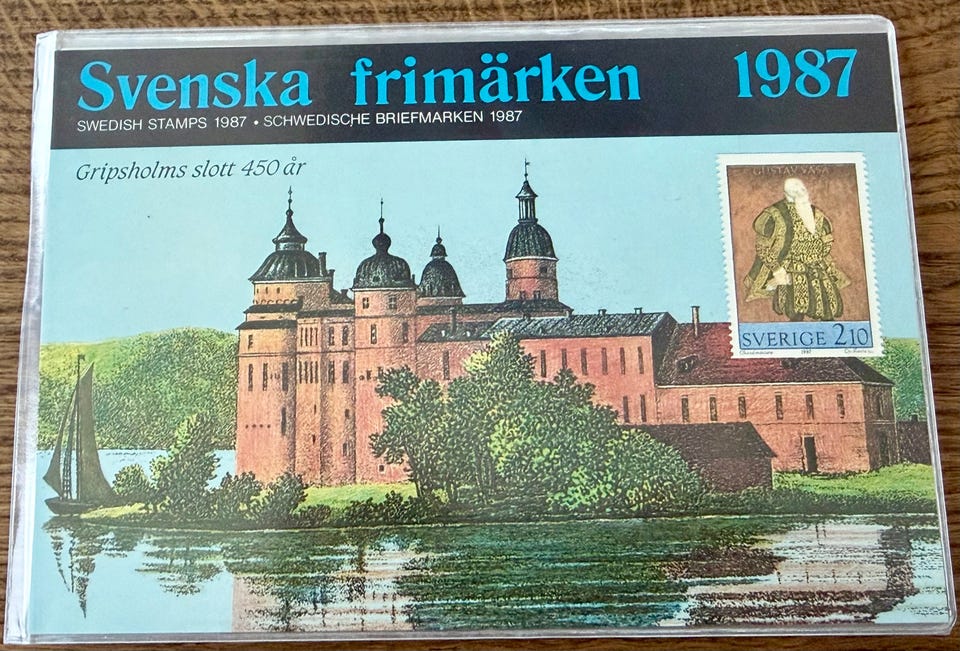 Svenska frimärken 1987
SWEDISH STAMPS 1987 • SCHWEDISCHE BRIEFMARKEN 1987
Gripsholms slott 450 år
GUSTAV VASA
SVERIGE 2.10
1987